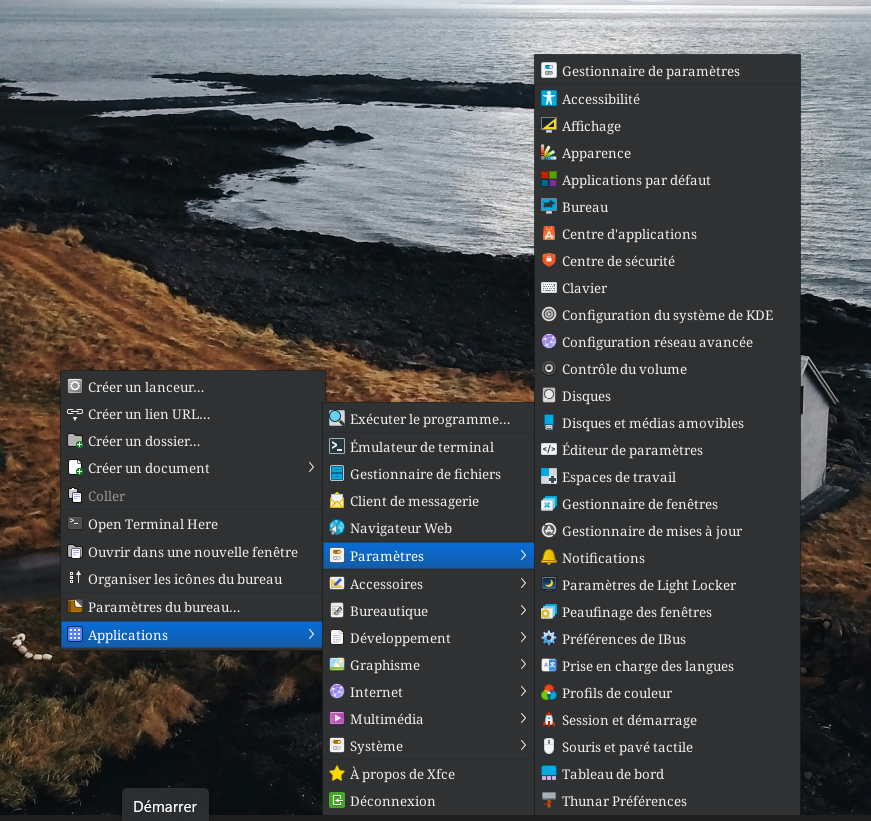 Créer un lanceur...
Créer un lien URL...
Créer un dossier...
Créer un document
Coller
Open Terminal Here
Ouvrir dans une nouvelle fenêtre
Organiser les icônes du bureau
Paramètres du bureau...
Applications
Exécuter le programme...
Émulateur de terminal
Gestionnaire de fichiers
Client de messagerie
Navigateur Web
Paramètres
Accessoires
Bureautique
Développement
Graphisme
Internet
Multimédia
Système
À propos de Xfce
Déconnexion
Gestionnaire de paramètres
Accessibilité
Affichage
Apparence
Applications par défaut
Bureau
Centre d'applications
Centre de sécurité
Clavier
Configuration du système de KDE
Configuration réseau avancée
Contrôle du volume
Disques
Disques et médias amovibles
Éditeur de paramètres
Espaces de travail
Gestionnaire de fenêtres
Gestionnaire de mises à jour
Notifications
Paramètres de Light Locker
Peaufinage des fenêtres
Préférences de IBus
Prise en charge des langues
Profils de couleur
Session et démarrage
Souris et pavé tactile
Tableau de bord
Thunar Préférences
Démarrer